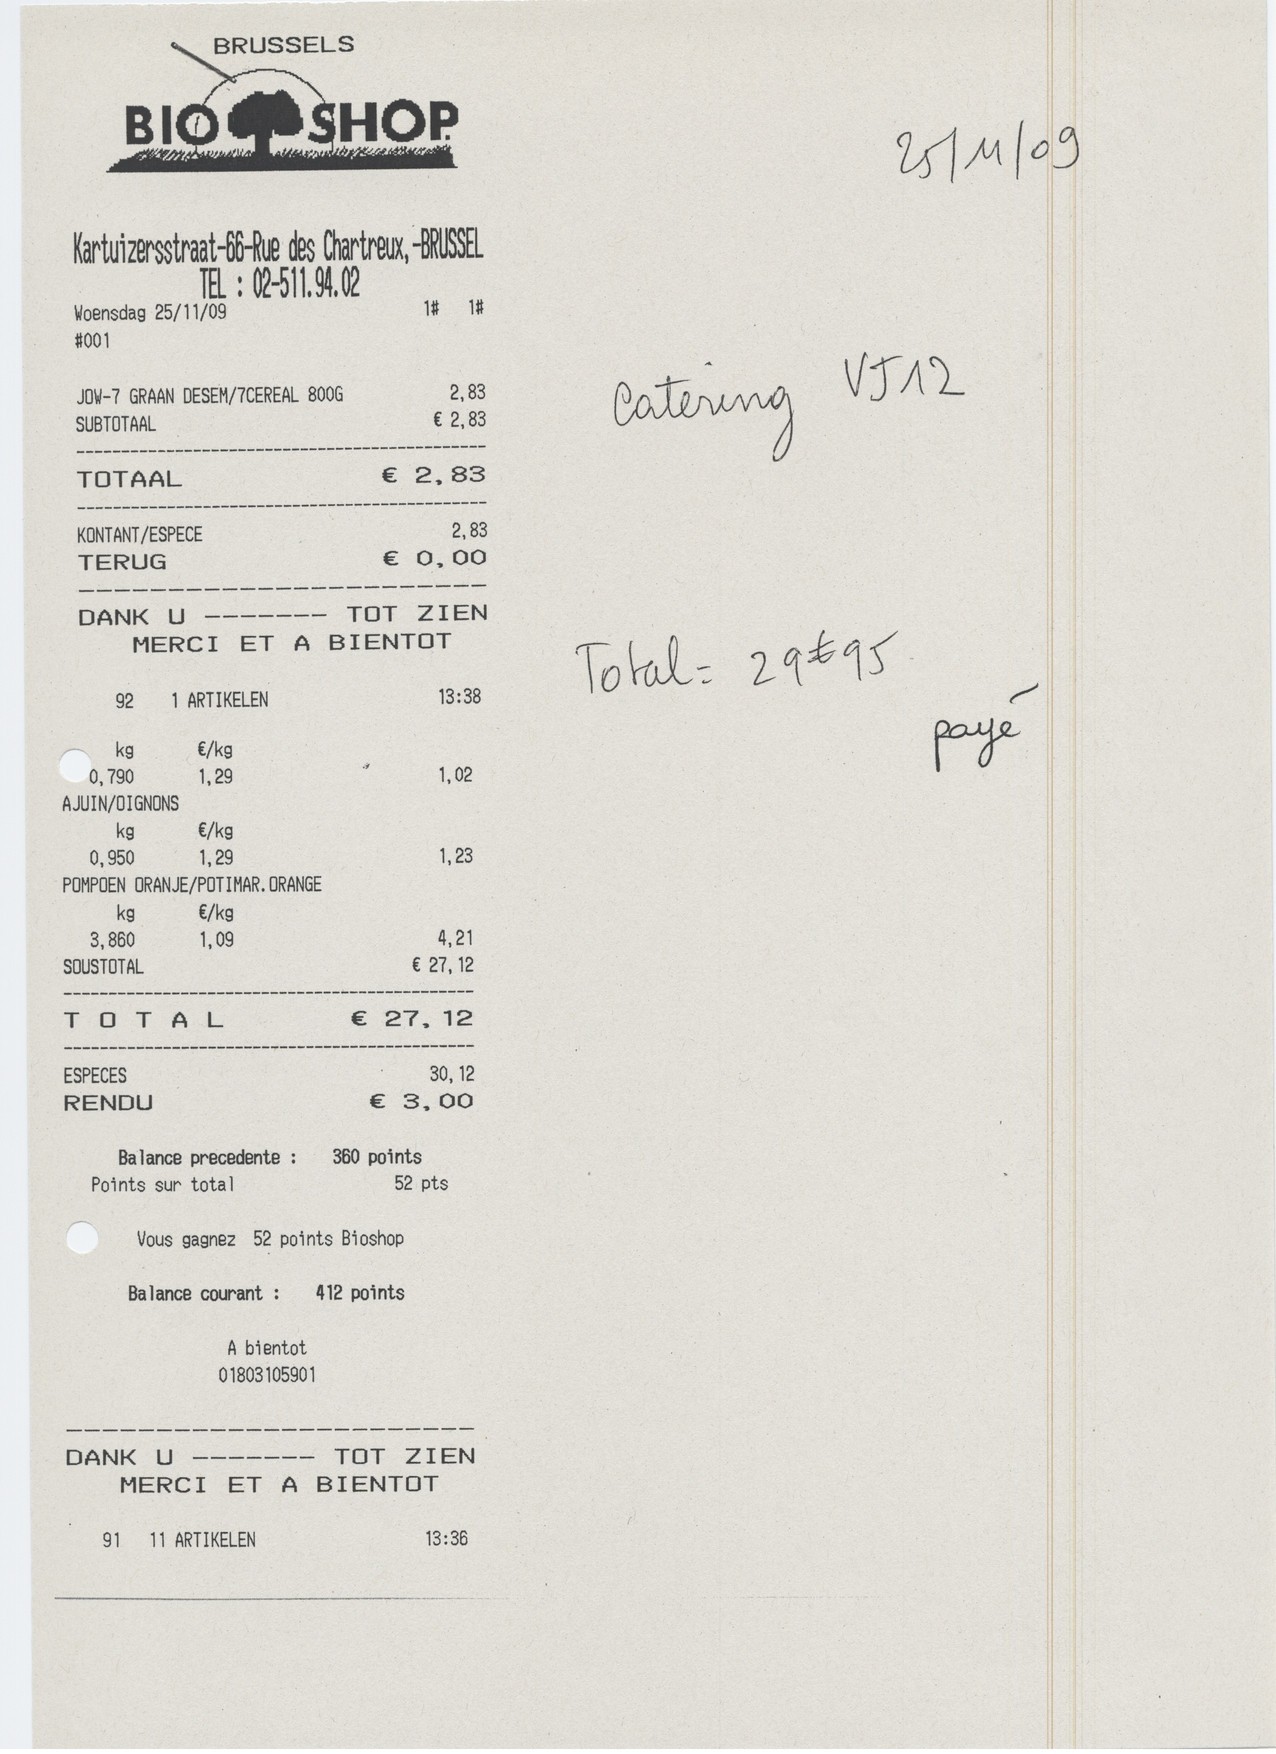 BRUSSELS
BIO SHOP
25/11/09
Kartuizersstraat-66-Rue des Chartreux,-BRUSSEL
TEL : 02-511.94.02
Woensdag 25/11/09 1# 1#
#001
JOW-7 GRAAN DESEM/7CEREAL 800G 2,83
SUBTOTAAL € 2,83
TOTAAL € 2,83
KONTANT/ESPECE 2,83
TERUG € 0,00
DANK U ------- TOT ZIEN
MERCI ET A BIENTOT
92 1 ARTIKELEN 13:38
Catering VJ12
Total = 29€95
payé
kg €/kg
0,790 1,29 1,02
AJUIN/OIGNONS
kg €/kg
0,950 1,29 1,23
POMPOEN ORANJE/POTIMAR.ORANGE
kg €/kg
3,860 1,09 4,21
SOUSTOTAL € 27,12
T O T A L € 27,12
ESPECES 30,12
RENDU € 3,00
Balance precedente : 360 points
Points sur total 52 pts
Vous gagnez 52 points Bioshop
Balance courant : 412 points
A bientot
01803105901
DANK U ------- TOT ZIEN
MERCI ET A BIENTOT
91 11 ARTIKELEN 13:36